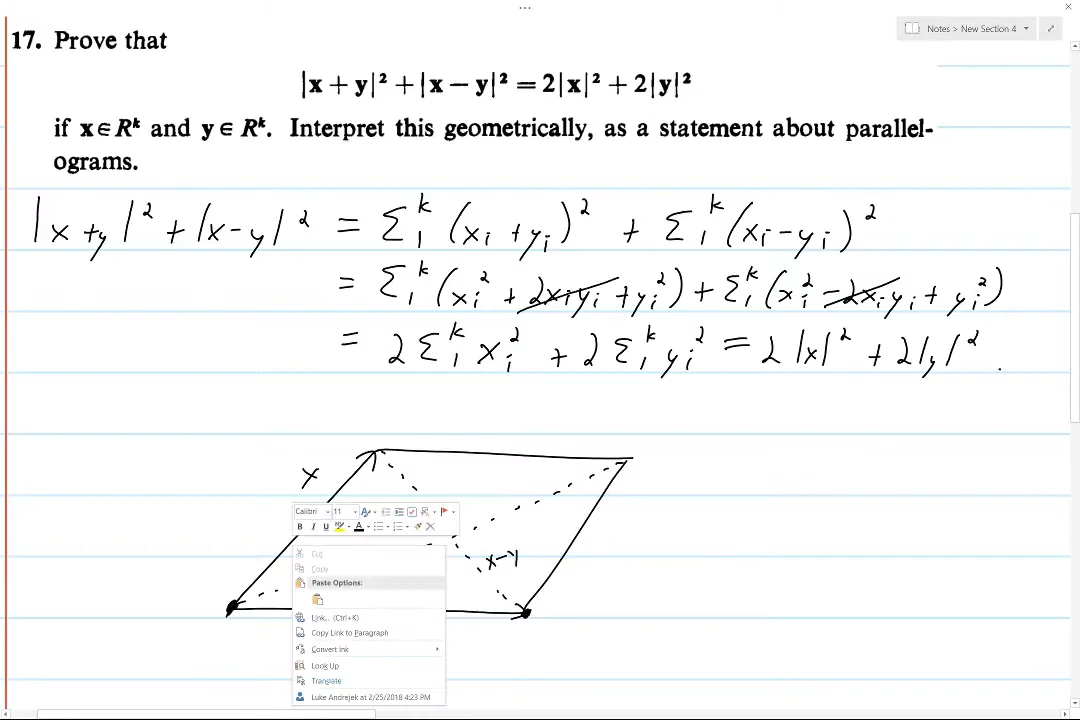 ...
Notes > New Section 4
17. Prove that
|x + y|² + |x − y|² = 2|x|² + 2|y|²
if x ∈ Rᵏ and y ∈ Rᵏ. Interpret this geometrically, as a statement about parallel-
ograms.
|x + y|² + |x − y|² = Σ₁ᵏ (xᵢ + yᵢ)² + Σ₁ᵏ (xᵢ − yᵢ)²
= Σ₁ᵏ (xᵢ² + 2xᵢyᵢ + yᵢ²) + Σ₁ᵏ (xᵢ² − 2xᵢyᵢ + yᵢ²)
= 2 Σ₁ᵏ xᵢ² + 2 Σ₁ᵏ yᵢ² = 2|x|² + 2|y|².
x
Calibri 11
B I U A
x−y
Cut
Copy
Paste Options:
Link... (Ctrl+K)
Copy Link to Paragraph
Convert Ink
Look Up
Translate
Luke Andrejek at 2/25/2018 4:23 PM